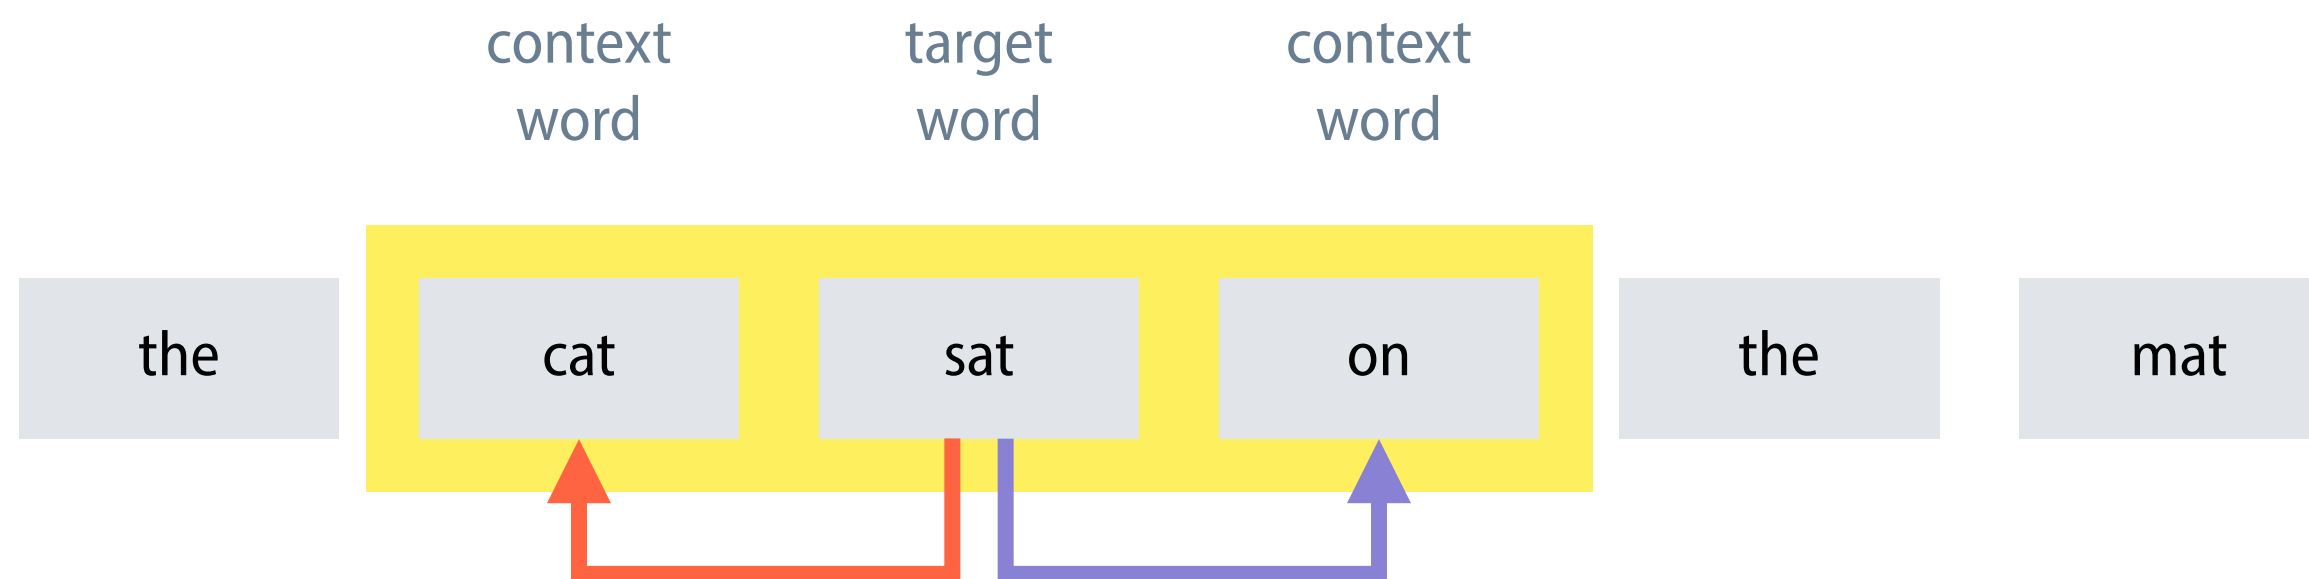 context target context
word word word
the cat sat on the mat